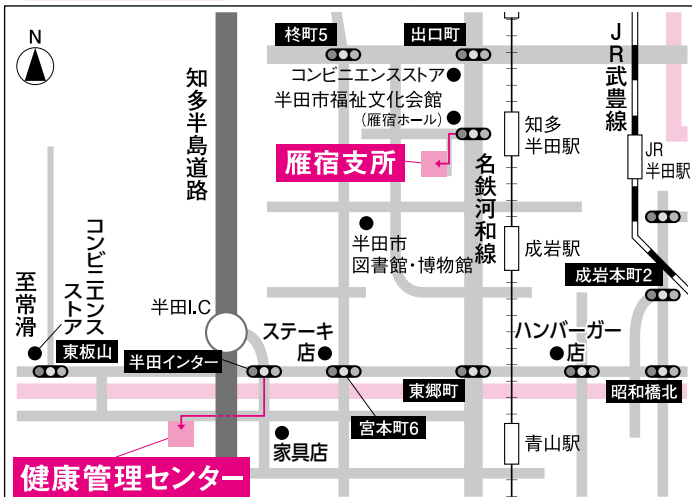 N
柊町5
出口町
JR武豊線
知多半島道路
コンビニエンスストア
半田市福祉文化会館
(雁宿ホール)
雁宿支所
知多
半田駅
JR
半田駅
名鉄河和線
半田市
図書館・博物館
成岩駅
成岩本町2
至常滑
コンビニエンス
ストア
半田I.C
東板山
半田インター
ステーキ
店
ハンバーガー
店
東郷町
宮本町6
昭和橋北
家具店
青山駅
健康管理センター